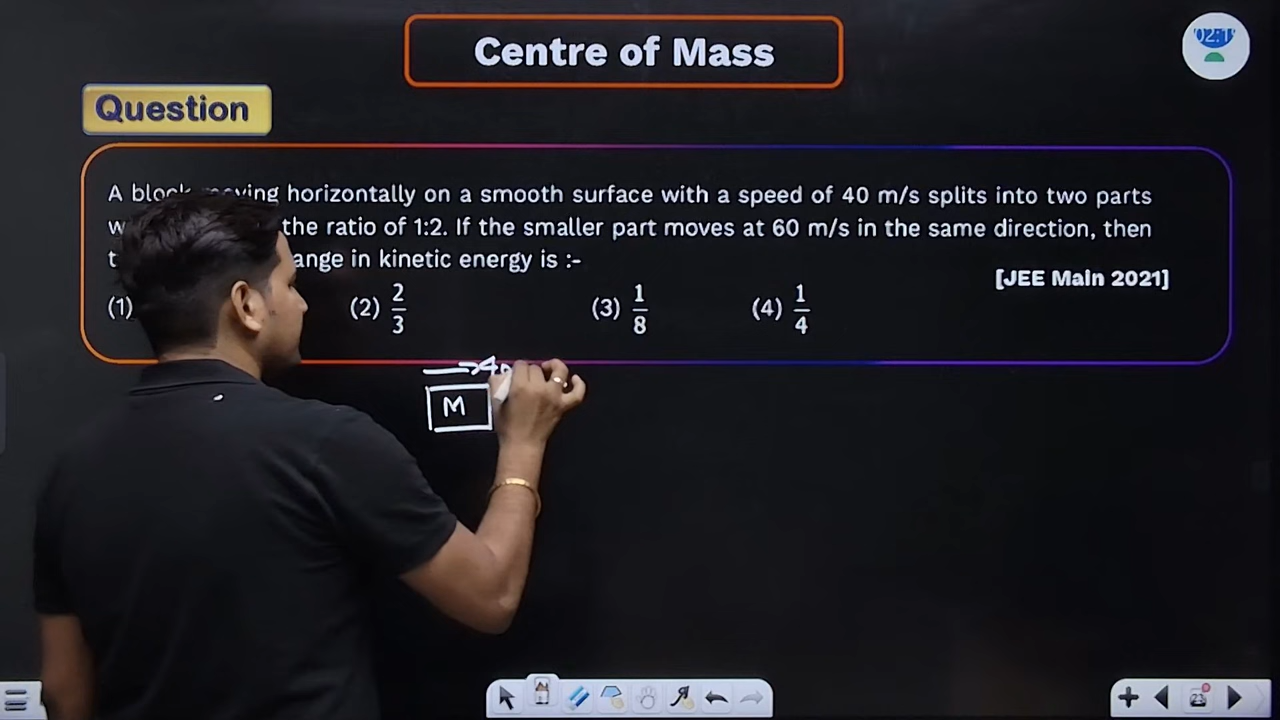 Centre of Mass
Question
A block moving horizontally on a smooth surface with a speed of 40 m/s splits into two parts
the ratio of 1:2. If the smaller part moves at 60 m/s in the same direction, then
in kinetic energy is :-
[JEE Main 2021]
(1) (2) 2/3 (3) 1/8 (4) 1/4
→40
M
23